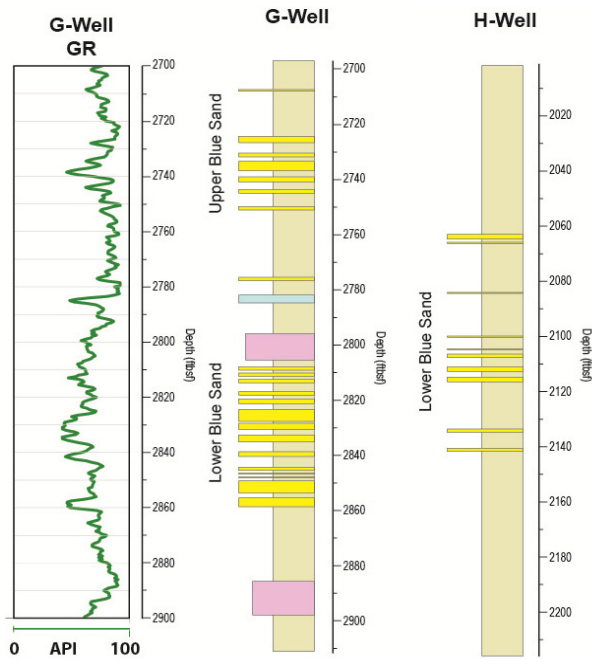 G-Well
GR
2700
2720
2740
2760
2780
2800
2820
2840
2860
2880
2900
Depth (ftbsf)
0 API 100
G-Well
Upper Blue Sand
Lower Blue Sand
2700
2720
2740
2760
2780
2800
2820
2840
2860
2880
2900
Depth (ftbsf)
H-Well
Lower Blue Sand
2020
2040
2060
2080
2100
2120
2140
2160
2180
2200
Depth (ftbsf)